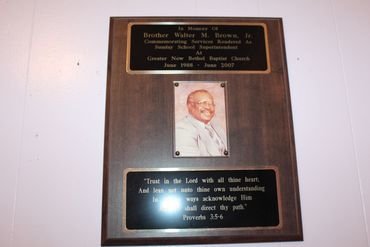 In Memory Of
Brother Walter M. Brown, Jr.
Commemorating Services Rendered As
Sunday School Superintendent
At
Greater New Bethel Baptist Church
June 1988 - June 2007
"Trust in the Lord with all thine heart;
And lean not unto thine own understanding
In ways acknowledge Him
shall direct thy path."
Proverbs 3:5-6